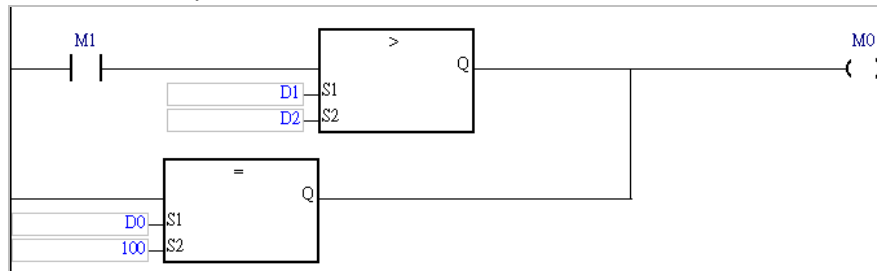 M1
>
M0
Q
D1 S1
D2 S2
=
Q
D0 S1
100 S2